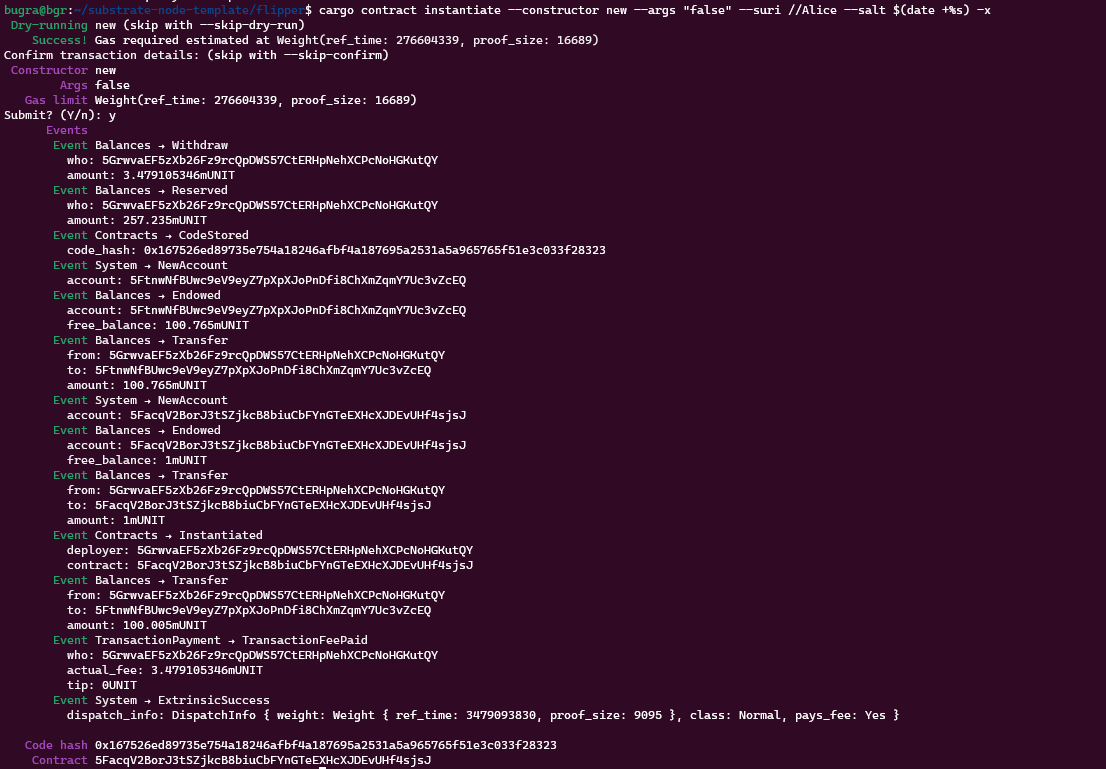 bugra@bgr:~/substrate-node-template/flipper$ cargo contract instantiate --constructor new --args "false" --suri //Alice --salt $(date +%s) -x
Dry-running new (skip with --skip-dry-run)
Success! Gas required estimated at Weight(ref_time: 276604339, proof_size: 16689)
Confirm transaction details: (skip with --skip-confirm)
Constructor new
Args false
Gas limit Weight(ref_time: 276604339, proof_size: 16689)
Submit? (Y/n): y
Events
Event Balances → Withdraw
who: 5GrwvaEF5zXb26Fz9rcQpDWS57CtERHpNehXCPcNoHGKutQY
amount: 3.479105346mUNIT
Event Balances → Reserved
who: 5GrwvaEF5zXb26Fz9rcQpDWS57CtERHpNehXCPcNoHGKutQY
amount: 257.235mUNIT
Event Contracts → CodeStored
code_hash: 0x167526ed89735e754a18246afbf4a187695a2531a5a965765f51e3c033f28323
Event System → NewAccount
account: 5FtnwNfBUwc9eV9eyZ7pXpXJoPnDfi8ChXmZqmY7Uc3vZcEQ
Event Balances → Endowed
account: 5FtnwNfBUwc9eV9eyZ7pXpXJoPnDfi8ChXmZqmY7Uc3vZcEQ
free_balance: 100.765mUNIT
Event Balances → Transfer
from: 5GrwvaEF5zXb26Fz9rcQpDWS57CtERHpNehXCPcNoHGKutQY
to: 5FtnwNfBUwc9eV9eyZ7pXpXJoPnDfi8ChXmZqmY7Uc3vZcEQ
amount: 100.765mUNIT
Event System → NewAccount
account: 5FacqV2BorJ3tSZjkcB8biuCbFYnGTeEXHcXJDEvUHf4sjsJ
Event Balances → Endowed
account: 5FacqV2BorJ3tSZjkcB8biuCbFYnGTeEXHcXJDEvUHf4sjsJ
free_balance: 1mUNIT
Event Balances → Transfer
from: 5GrwvaEF5zXb26Fz9rcQpDWS57CtERHpNehXCPcNoHGKutQY
to: 5FacqV2BorJ3tSZjkcB8biuCbFYnGTeEXHcXJDEvUHf4sjsJ
amount: 1mUNIT
Event Contracts → Instantiated
deployer: 5GrwvaEF5zXb26Fz9rcQpDWS57CtERHpNehXCPcNoHGKutQY
contract: 5FacqV2BorJ3tSZjkcB8biuCbFYnGTeEXHcXJDEvUHf4sjsJ
Event Balances → Transfer
from: 5GrwvaEF5zXb26Fz9rcQpDWS57CtERHpNehXCPcNoHGKutQY
to: 5FtnwNfBUwc9eV9eyZ7pXpXJoPnDfi8ChXmZqmY7Uc3vZcEQ
amount: 100.005mUNIT
Event TransactionPayment → TransactionFeePaid
who: 5GrwvaEF5zXb26Fz9rcQpDWS57CtERHpNehXCPcNoHGKutQY
actual_fee: 3.479105346mUNIT
tip: 0UNIT
Event System → ExtrinsicSuccess
dispatch_info: DispatchInfo { weight: Weight { ref_time: 3479093830, proof_size: 9095 }, class: Normal, pays_fee: Yes }
Code hash 0x167526ed89735e754a18246afbf4a187695a2531a5a965765f51e3c033f28323
Contract 5FacqV2BorJ3tSZjkcB8biuCbFYnGTeEXHcXJDEvUHf4sjsJ